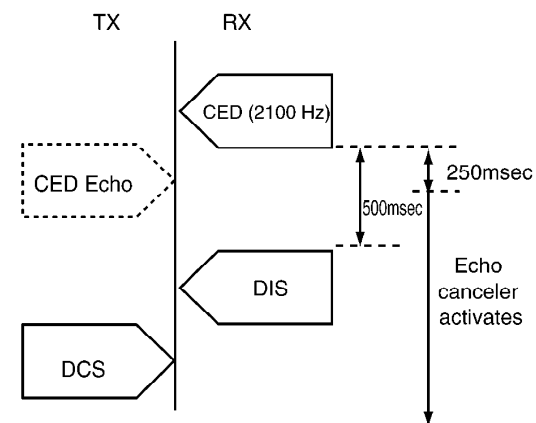 TX
RX
CED (2100 Hz)
CED Echo
250msec
500msec
DIS
Echo
canceler
activates
DCS